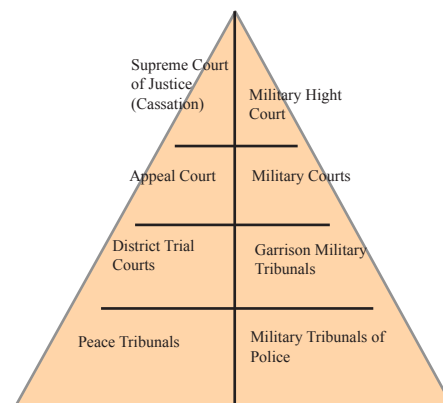 Supreme Court
of Justice
(Cassation)
Military Hight
Court
Appeal Court
Military Courts
District Trial
Courts
Garrison Military
Tribunals
Peace Tribunals
Military Tribunals of
Police